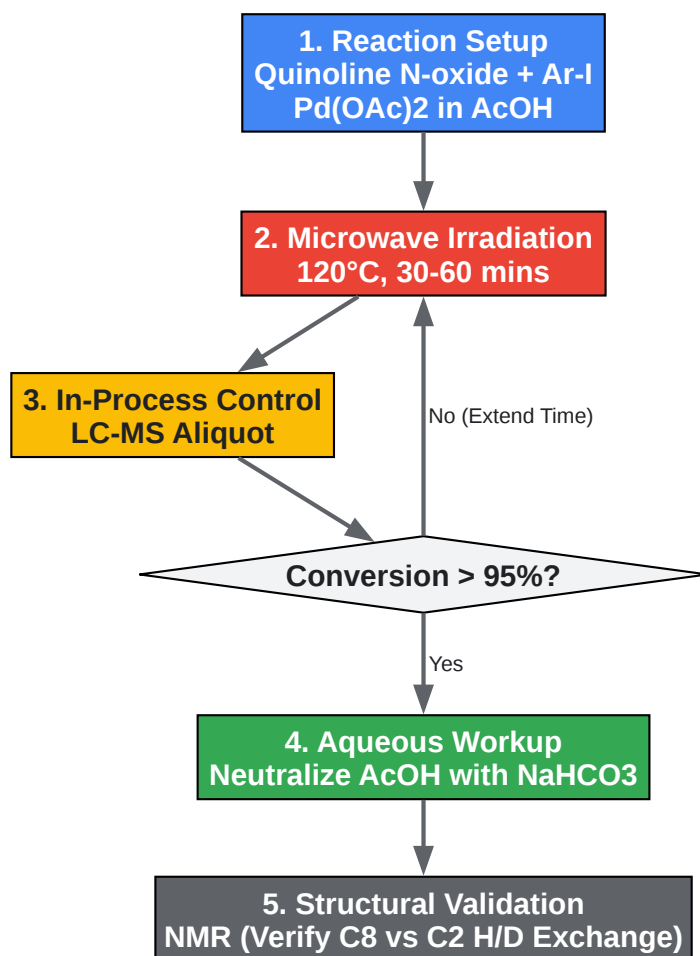 1. Reaction Setup
Quinoline N-oxide + Ar-I
Pd(OAc)2 in AcOH
2. Microwave Irradiation
120°C, 30-60 mins
3. In-Process Control
LC-MS Aliquot
No (Extend Time)
Conversion > 95%?
Yes
4. Aqueous Workup
Neutralize AcOH with NaHCO3
5. Structural Validation
NMR (Verify C8 vs C2 H/D Exchange)